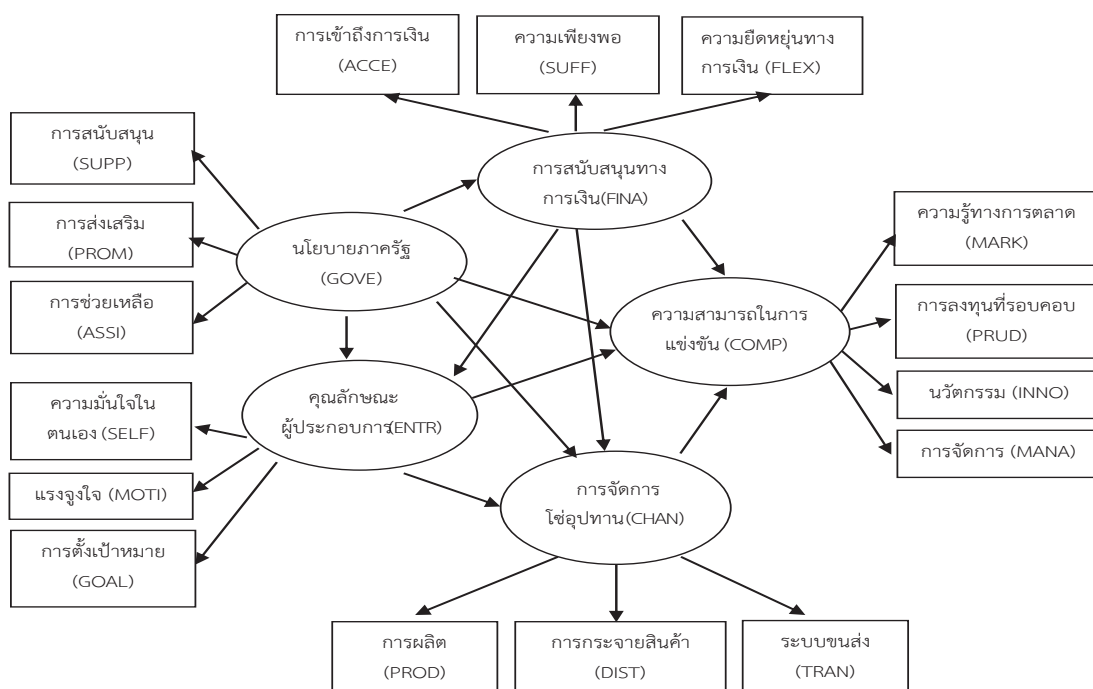 การเข้าถึงการเงิน
(ACCE)
ความเพียงพอ
(SUFF)
ความยืดหยุ่นทาง
การเงิน (FLEX)
การสนับสนุน
(SUPP)
การส่งเสริม
(PROM)
การช่วยเหลือ
(ASSI)
การสนับสนุนทาง
การเงิน(FINA)
นโยบายภาครัฐ
(GOVE)
ความรู้ทางการตลาด
(MARK)
การลงทุนที่รอบคอบ
(PRUD)
นวัตกรรม (INNO)
การจัดการ (MANA)
ความสามารถในการ
แข่งขัน (COMP)
คุณลักษณะ
ผู้ประกอบการ(ENTR)
ความมั่นใจใน
ตนเอง (SELF)
แรงจูงใจ (MOTI)
การตั้งเป้าหมาย
(GOAL)
การจัดการ
โซ่อุปทาน(CHAN)
การผลิต
(PROD)
การกระจายสินค้า
(DIST)
ระบบขนส่ง
(TRAN)